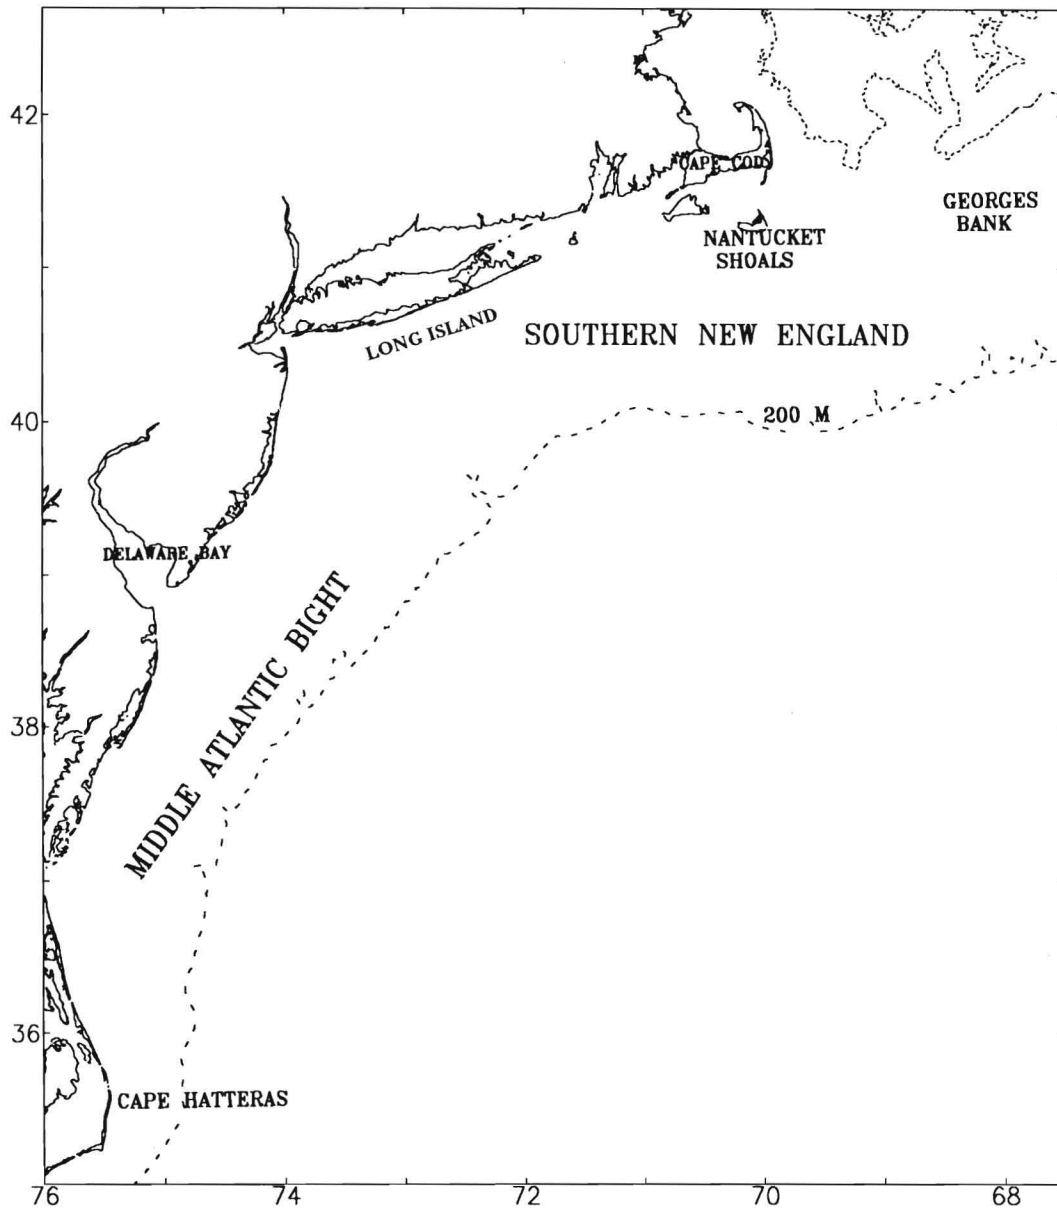 42
CAPE COD
GEORGES
BANK
NANTUCKET
SHOALS
LONG ISLAND
SOUTHERN NEW ENGLAND
40
200 M
DELAWARE BAY
MIDDLE ATLANTIC BIGHT
38
36
CAPE HATTERAS
76
74
72
70
68